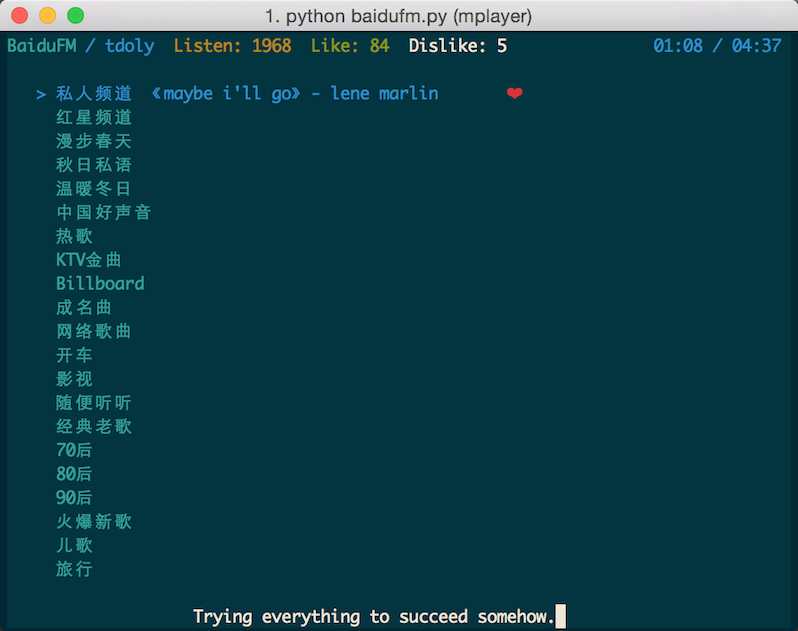 1. python baidufm.py (mplayer)
BaiduFM / tdoly Listen: 1968 Like: 84 Dislike: 5 01:08 / 04:37
> 私人频道 《maybe i'll go》 - lene marlin ❤
红星频道
漫步春天
秋日私语
温暖冬日
中国好声音
热歌
KTV金曲
Billboard
成名曲
网络歌曲
开车
影视
随便听听
经典老歌
70后
80后
90后
火爆新歌
儿歌
旅行
Trying everything to succeed somehow.